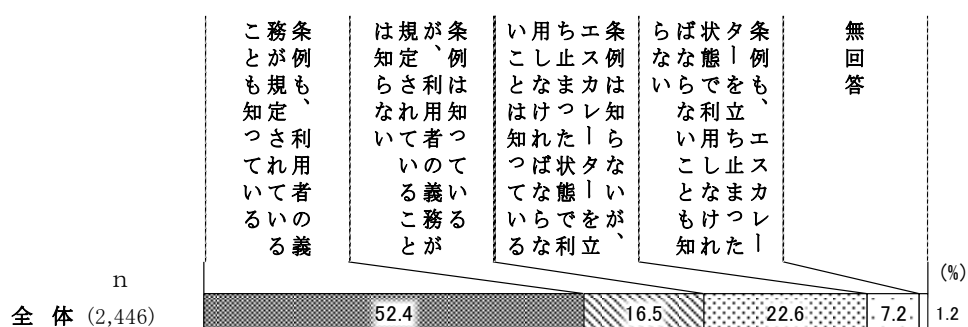 条例も、利用者の義
務が規定されている
ことも知っている
条例は知っている
が、利用者の義務が
規定されていること
は知らない
条例は知らないが、
エスカレーターを立
ち止まった状態で利
用しなければならな
いことは知っている
条例も、エスカレー
ターを立ち止まった
状態で利用しなけれ
ばならないことも知
らない
無回答
(%)
n
全 体 (2,446) 52.4 16.5 22.6 7.2 1.2